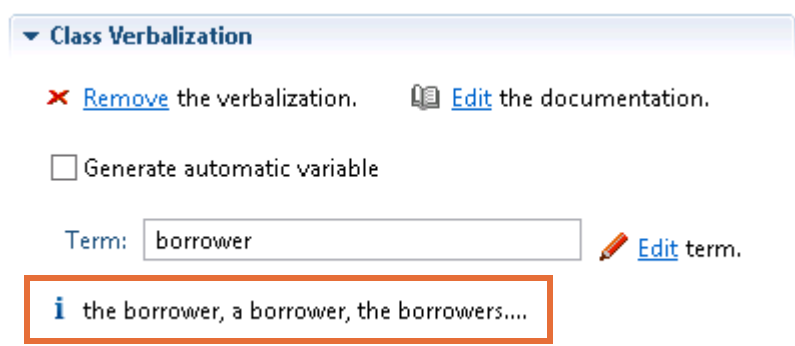 Class Verbalization
Remove the verbalization. Edit the documentation.
Generate automatic variable
Term: borrower Edit term.
i the borrower, a borrower, the borrowers....